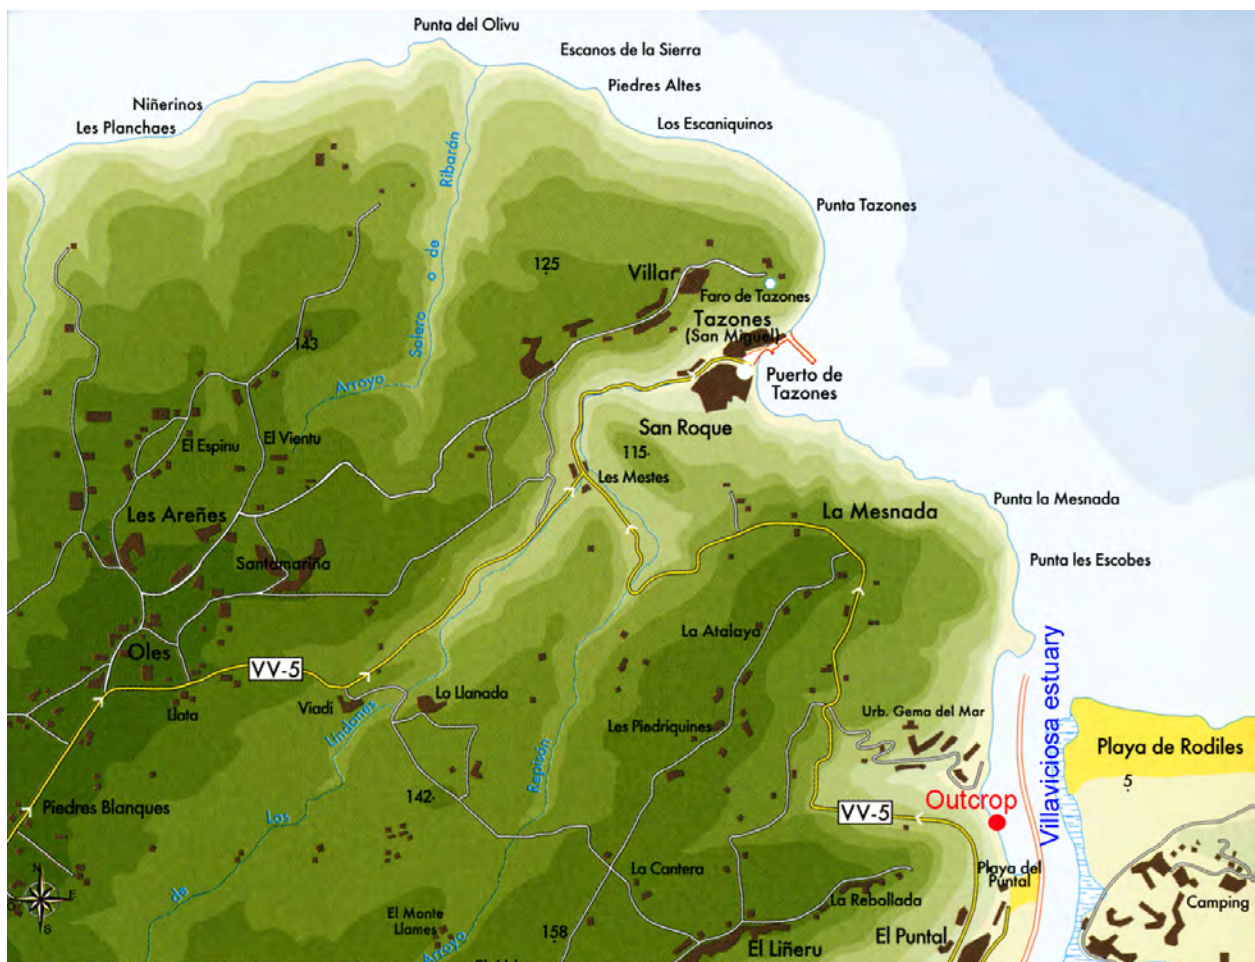 Punta del Olivu
Escanos de la Sierra
Piedres Altes
Niñerinos
Les Planchaes
Los Escaniquinos
Arroyo Solero o de Ribarán
Punta Tazones
125
Villar
Faro de Tazones
Tazones
(San Miguel)
143
Puerto de
Tazones
San Roque
El Espinu
El Vientu
115
Les Mestes
Punta la Mesnada
La Mesnada
Les Areñes
Punta les Escobes
Santamariña
La Atalaya
Oles
VV-5
Lo Llanada
Viadi
Llata
Urb. Gema del Mar
Les Piedriquines
Playa de Rodiles
5
Villaviciosa estuary
Repisón
142
Outcrop
Piedres Blanques
VV-5
Arroyo de Los Lindones
La Cantera
Playa del
Puntal
N
E
S
O
La Rebollada
Camping
El Monte
Llames
158
El Liñeru
El Puntal